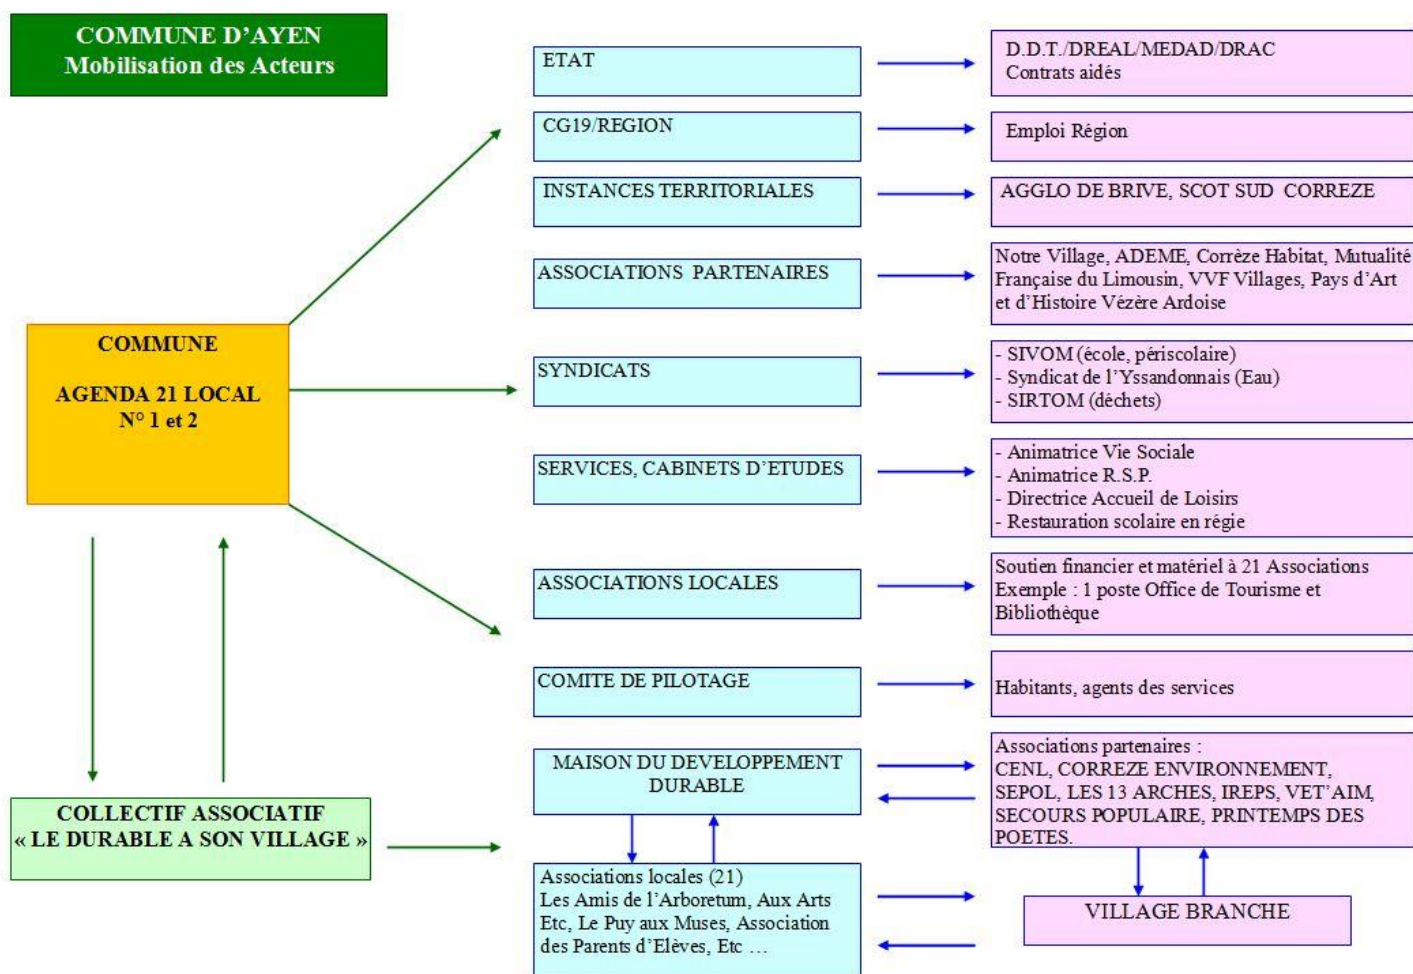 COMMUNE D'AYEN
Mobilisation des Acteurs
ETAT
D.D.T./DREAL/MEDAD/DRAC
Contrats aidés
CG19/REGION
Emploi Région
INSTANCES TERRITORIALES
AGGLO DE BRIVE, SCOT SUD CORREZE
ASSOCIATIONS PARTENAIRES
Notre Village, ADEME, Corrèze Habitat, Mutualité
Française du Limousin, VVF Villages, Pays d'Art
et d'Histoire Vézère Ardoise
COMMUNE
AGENDA 21 LOCAL
N° 1 et 2
SYNDICATS
- SIVOM (école, périscolaire)
- Syndicat de l'Yssandonnais (Eau)
- SIRTOM (déchets)
SERVICES, CABINETS D'ETUDES
- Animatrice Vie Sociale
- Animatrice R.S.P.
- Directrice Accueil de Loisirs
- Restauration scolaire en régie
ASSOCIATIONS LOCALES
Soutien financier et matériel à 21 Associations
Exemple : 1 poste Office de Tourisme et
Bibliothèque
COMITE DE PILOTAGE
Habitants, agents des services
COLLECTIF ASSOCIATIF
« LE DURABLE A SON VILLAGE »
MAISON DU DEVELOPPEMENT
DURABLE
Associations partenaires :
CENL, CORREZE ENVIRONNEMENT,
SEPOL, LES 13 ARCHES, IREPS, VET'AIM,
SECOURS POPULAIRE, PRINTEMPS DES
POETES.
Associations locales (21)
Les Amis de l'Arboretum, Aux Arts
Etc, Le Puy aux Muses, Association
des Parents d'Elèves, Etc …
VILLAGE BRANCHE